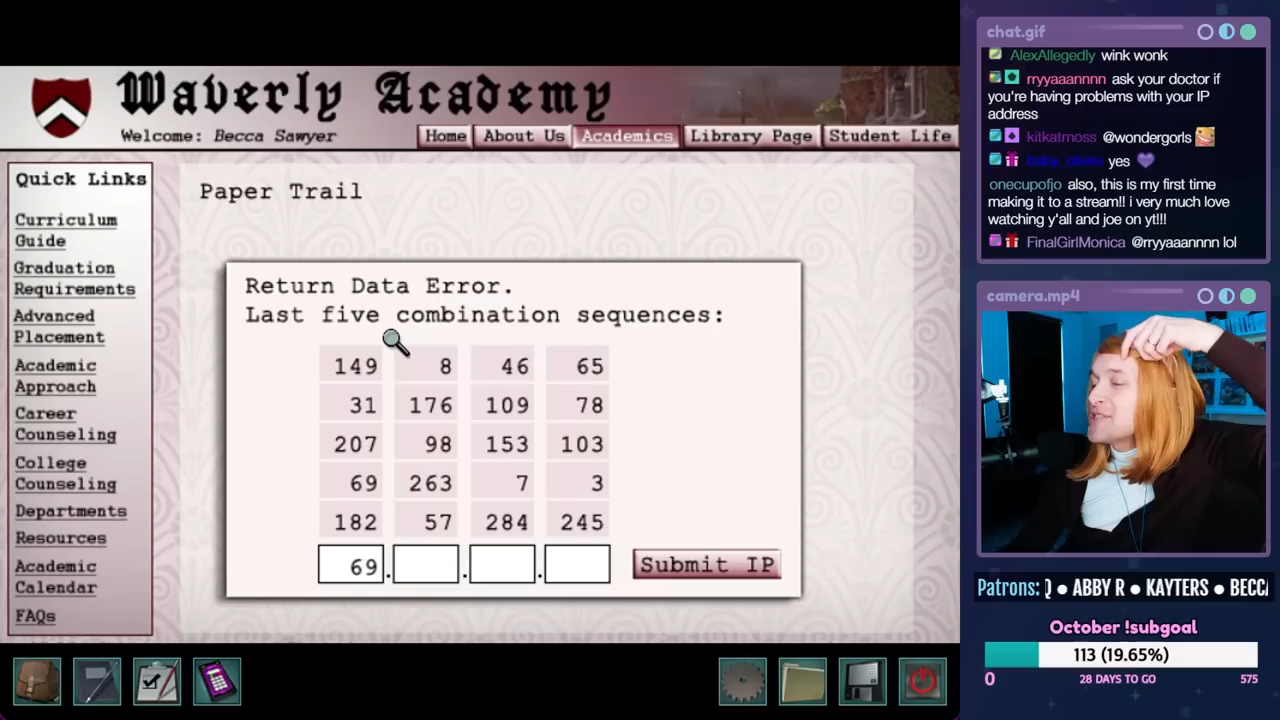 Waverly Academy
Welcome: Becca Sawyer
Home
About Us
Academics
Library Page
Student Life
Quick Links
Curriculum
Guide
Graduation
Requirements
Advanced
Placement
Academic
Approach
Career
Counseling
College
Counseling
Departments
Resources
Academic
Calendar
FAQs
Paper Trail
Return Data Error.
Last five combination sequences:
149 8 46 65
31 176 109 78
207 98 153 103
69 263 7 3
182 57 284 245
69 . . .
Submit IP
chat.gif
AlexAllegedly wink wonk
rryyaannnn ask your doctor if
you're having problems with your IP
address
kitkatmoss @wondergorls
yes
onecupofjo also, this is my first time
making it to a stream!! i very much love
watching y'all and joe on yt!!!
FinalGirlMonica @rryyaannnn lol
camera.mp4
Patrons: ● ABBY R ● KAYTERS ● BECCA
October !subgoal
113 (19.65%)
0
28 DAYS TO GO
575